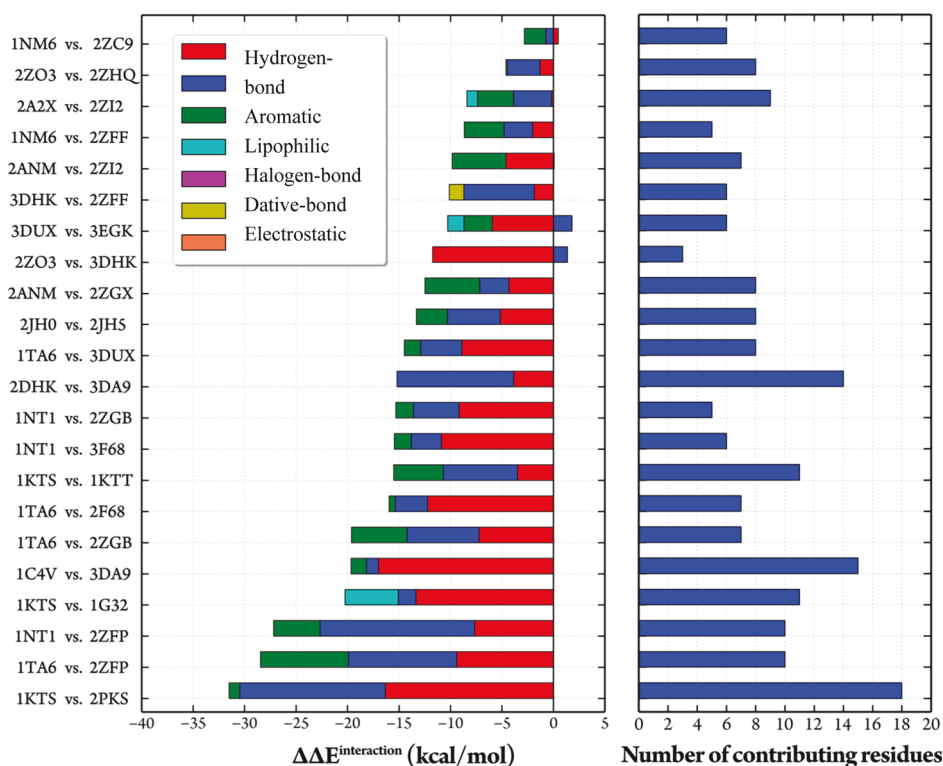 1NM6 vs. 2ZC9
2ZO3 vs. 2ZHQ
2A2X vs. 2ZI2
1NM6 vs. 2ZFF
2ANM vs. 2ZI2
3DHK vs. 2ZFF
3DUX vs. 3EGK
2ZO3 vs. 3DHK
2ANM vs. 2ZGX
2JH0 vs. 2JH5
1TA6 vs. 3DUX
2DHK vs. 3DA9
1NT1 vs. 2ZGB
1NT1 vs. 3F68
1KTS vs. 1KTT
1TA6 vs. 2F68
1TA6 vs. 2ZGB
1C4V vs. 3DA9
1KTS vs. 1G32
1NT1 vs. 2ZFP
1TA6 vs. 2ZFP
1KTS vs. 2PKS
Hydrogen-
bond
Aromatic
Lipophilic
Halogen-bond
Dative-bond
Electrostatic
−40 −35 −30 −25 −20 −15 −10 −5 0 5
ΔΔE^interaction (kcal/mol)
0 2 4 6 8 10 12 14 16 18 20
Number of contributing residues